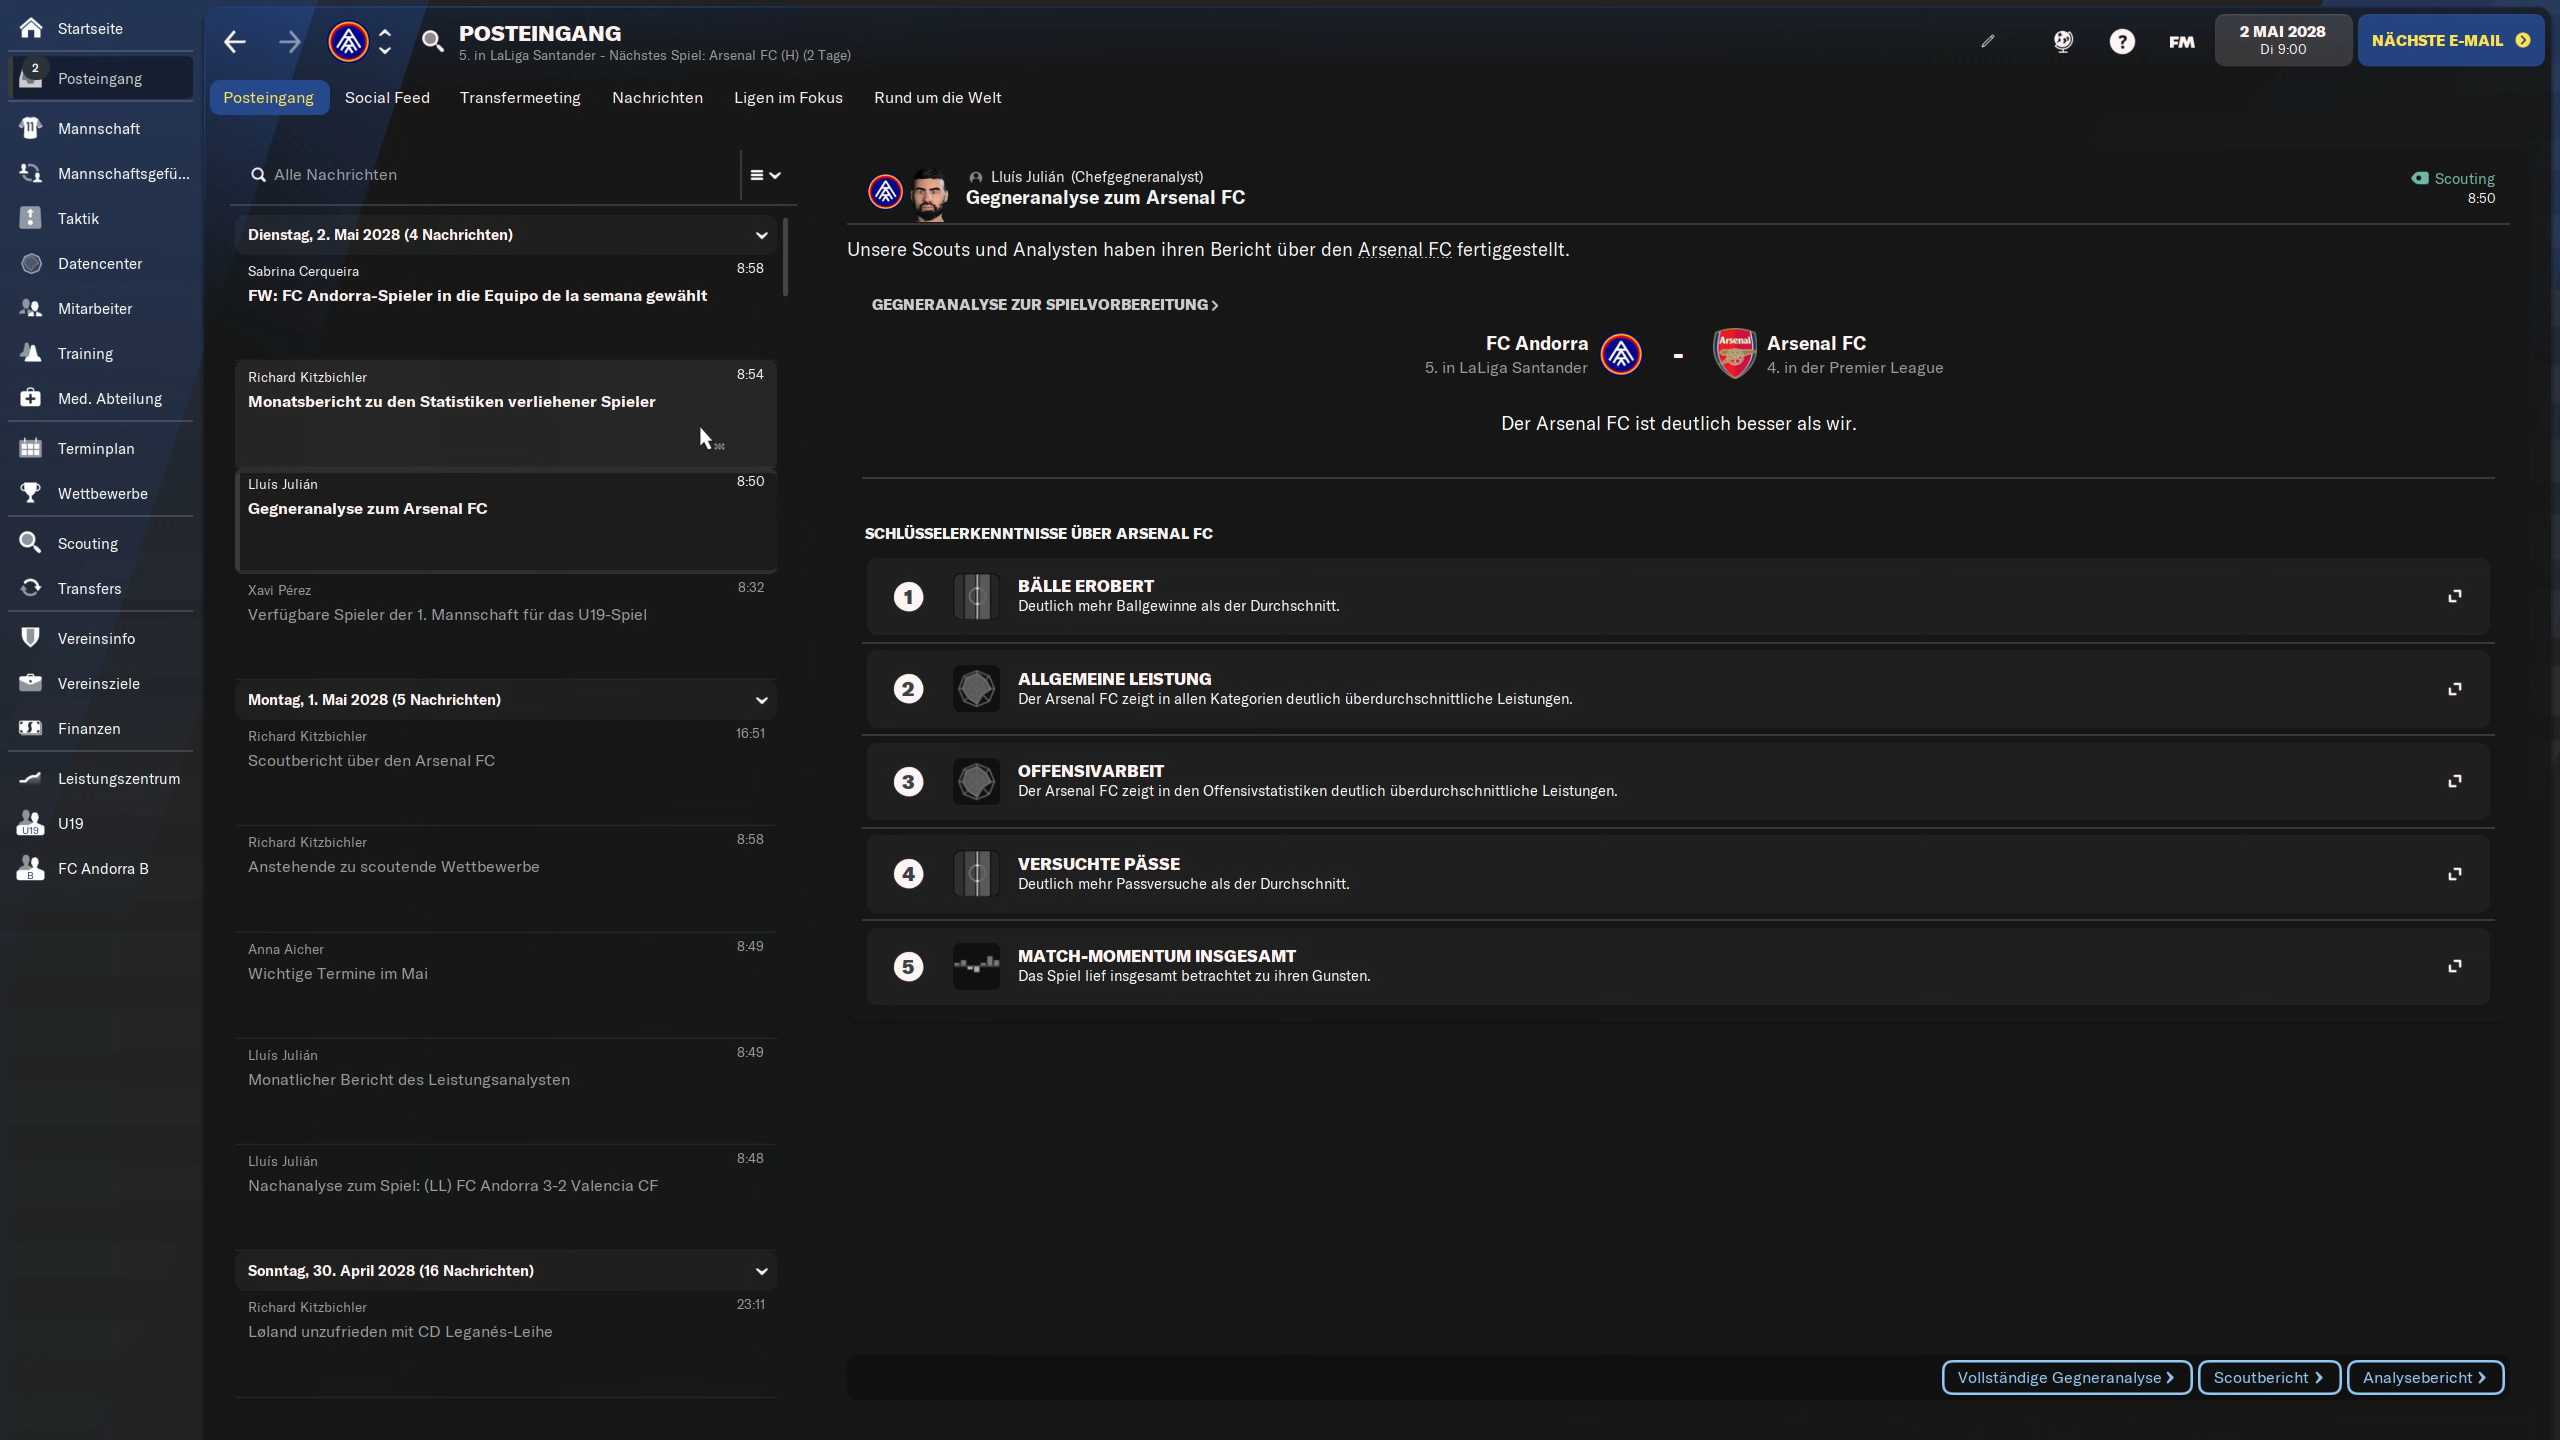 Startseite
2
Posteingang
Mannschaft
Mannschaftsgefü...
Taktik
Datencenter
Mitarbeiter
Training
Med. Abteilung
Terminplan
Wettbewerbe
Scouting
Transfers
Vereinsinfo
Vereinsziele
Finanzen
Leistungszentrum
U19
U19
FC Andorra B
B
POSTEINGANG
5. in LaLiga Santander - Nächstes Spiel: Arsenal FC (H) (2 Tage)
FM
2 MAI 2028
Di 9:00
NÄCHSTE E-MAIL
Posteingang
Social Feed
Transfermeeting
Nachrichten
Ligen im Fokus
Rund um die Welt
Alle Nachrichten
Dienstag, 2. Mai 2028 (4 Nachrichten)
Sabrina Cerqueira
8:58
FW: FC Andorra-Spieler in die Equipo de la semana gewählt
Richard Kitzbichler
8:54
Monatsbericht zu den Statistiken verliehener Spieler
Lluís Julián
8:50
Gegneranalyse zum Arsenal FC
Xavi Pérez
8:32
Verfügbare Spieler der 1. Mannschaft für das U19-Spiel
Montag, 1. Mai 2028 (5 Nachrichten)
Richard Kitzbichler
16:51
Scoutbericht über den Arsenal FC
Richard Kitzbichler
8:58
Anstehende zu scoutende Wettbewerbe
Anna Aicher
8:49
Wichtige Termine im Mai
Lluís Julián
8:49
Monatlicher Bericht des Leistungsanalysten
Lluís Julián
8:48
Nachanalyse zum Spiel: (LL) FC Andorra 3-2 Valencia CF
Sonntag, 30. April 2028 (16 Nachrichten)
Richard Kitzbichler
23:11
Løland unzufrieden mit CD Leganés-Leihe
Lluís Julián (Chefgegneranalyst)
Gegneranalyse zum Arsenal FC
Scouting
8:50
Unsere Scouts und Analysten haben ihren Bericht über den Arsenal FC fertiggestellt.
GEGNERANALYSE ZUR SPIELVORBEREITUNG
FC Andorra
5. in LaLiga Santander
-
Arsenal
Arsenal FC
4. in der Premier League
Der Arsenal FC ist deutlich besser als wir.
SCHLÜSSELERKENNTNISSE ÜBER ARSENAL FC
1
BÄLLE EROBERT
Deutlich mehr Ballgewinne als der Durchschnitt.
2
ALLGEMEINE LEISTUNG
Der Arsenal FC zeigt in allen Kategorien deutlich überdurchschnittliche Leistungen.
3
OFFENSIVARBEIT
Der Arsenal FC zeigt in den Offensivstatistiken deutlich überdurchschnittliche Leistungen.
4
VERSUCHTE PÄSSE
Deutlich mehr Passversuche als der Durchschnitt.
5
MATCH-MOMENTUM INSGESAMT
Das Spiel lief insgesamt betrachtet zu ihren Gunsten.
Vollständige Gegneranalyse
Scoutbericht
Analysebericht